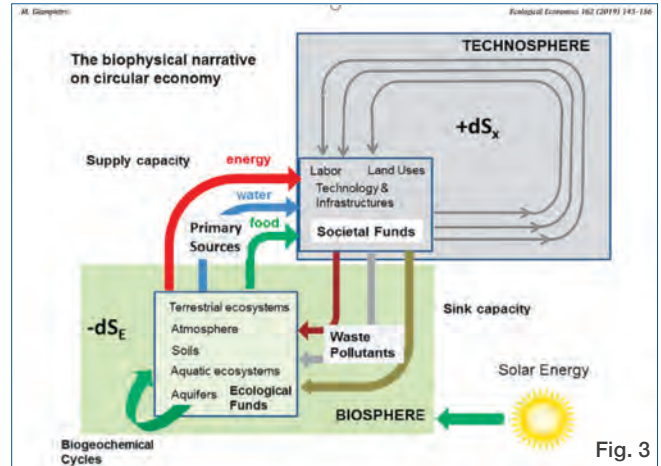 M. Giampietro
Ecological Economics 162 (2019) 143–156
TECHNOSPHERE
The biophysical narrative
on circular economy
+dSx
Supply capacity
energy
Labor
Land Uses
Technology &
Infrastructures
water
Primary
Sources
food
Societal Funds
-dSE
Terrestrial ecosystems
Atmosphere
Soils
Aquatic ecosystems
Aquifers
Ecological
Funds
Waste
Pollutants
Sink capacity
Solar Energy
BIOSPHERE
Biogeochemical
Cycles
Fig. 3